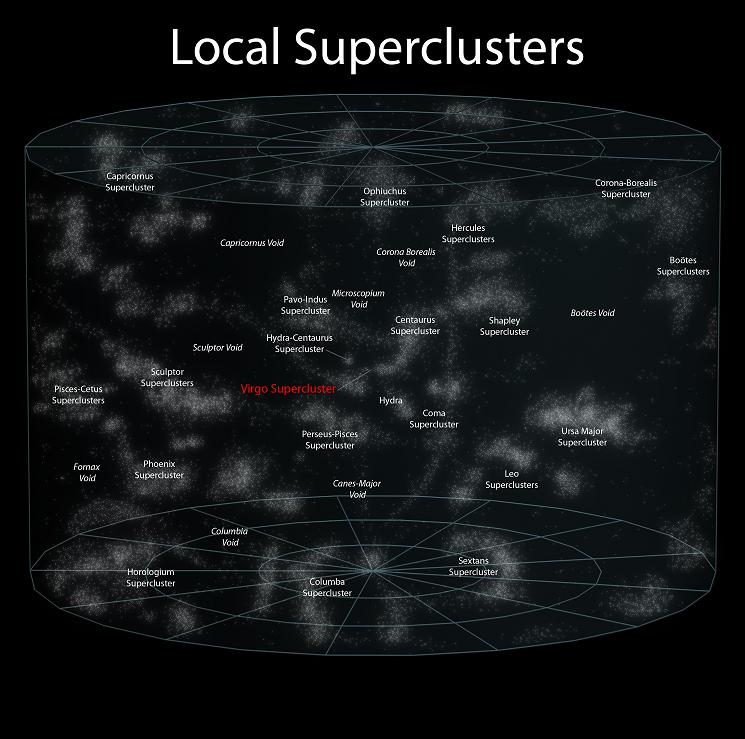 Local Superclusters
Capricornus
Supercluster
Ophiuchus
Supercluster
Corona-Borealis
Supercluster
Hercules
Superclusters
Capricornus Void
Corona Borealis
Void
Boötes
Superclusters
Pavo-Indus
Supercluster
Microscopium
Void
Centaurus
Supercluster
Shapley
Supercluster
Boötes Void
Sculptor Void
Hydra-Centaurus
Supercluster
Sculptor
Superclusters
Virgo Supercluster
Pisces-Cetus
Superclusters
Hydra
Coma
Supercluster
Perseus-Pisces
Supercluster
Ursa Major
Supercluster
Fornax
Void
Phoenix
Supercluster
Leo
Superclusters
Canes-Major
Void
Columbia
Void
Horologium
Supercluster
Columba
Supercluster
Sextans
Supercluster